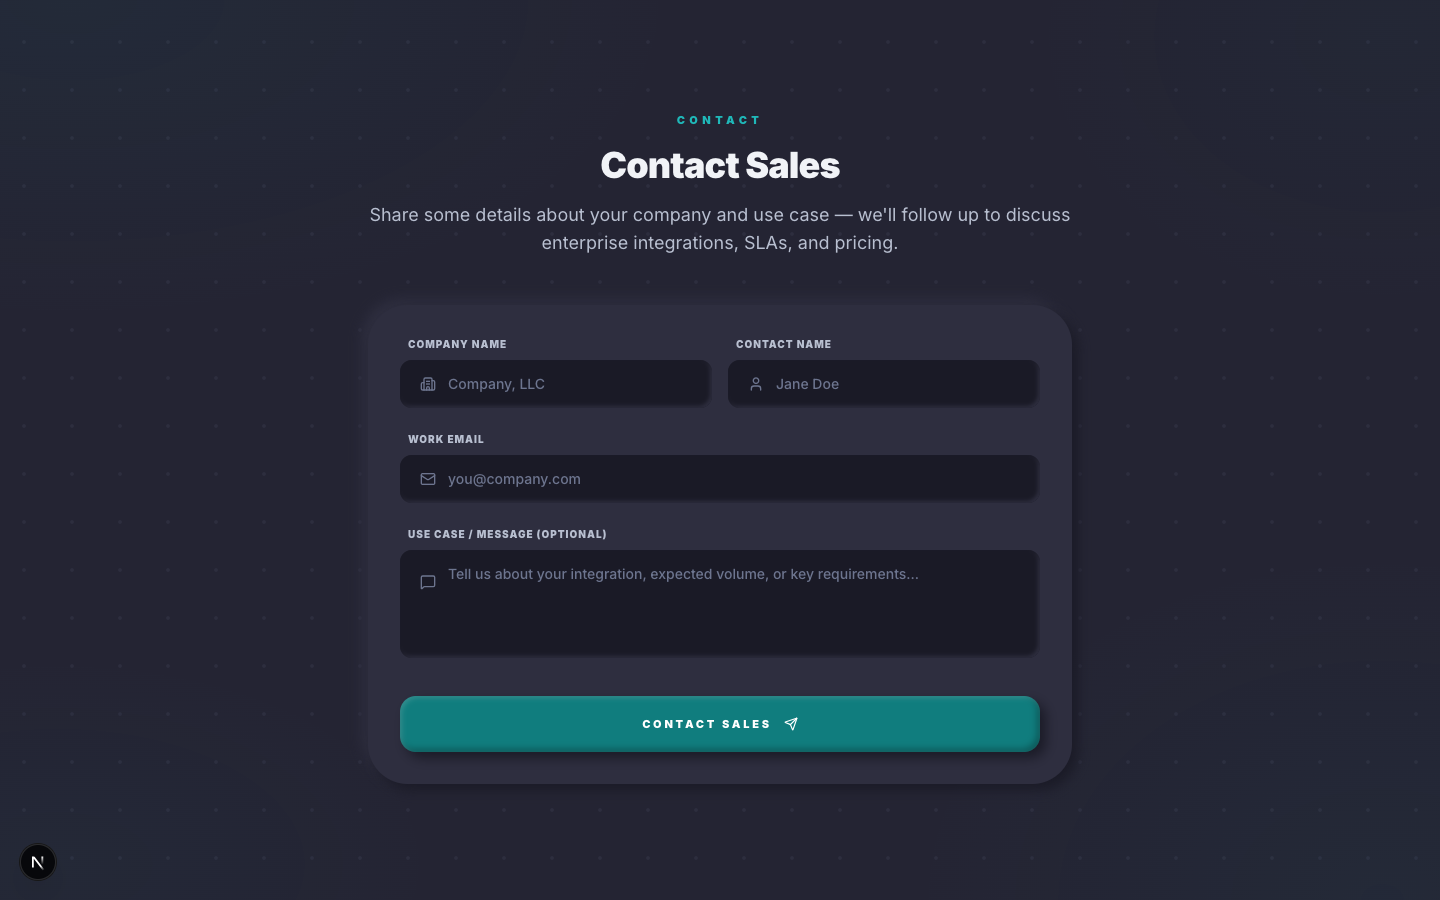 CONTACT
Contact Sales
Share some details about your company and use case — we'll follow up to discuss
enterprise integrations, SLAs, and pricing.
COMPANY NAME
CONTACT NAME
Company, LLC
Jane Doe
WORK EMAIL
you@company.com
USE CASE / MESSAGE (OPTIONAL)
Tell us about your integration, expected volume, or key requirements...
CONTACT SALES
N